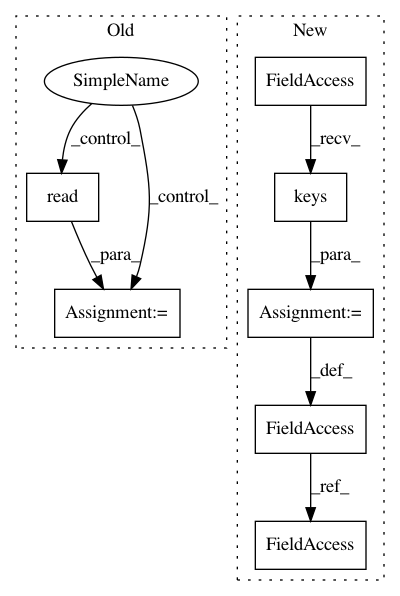 Old
New
SimpleName
FieldAccess
_control_
_recv_
read
_control_
keys
_para_
_para_
Assignment:=
Assignment:=
_def_
FieldAccess
_ref_
FieldAccess